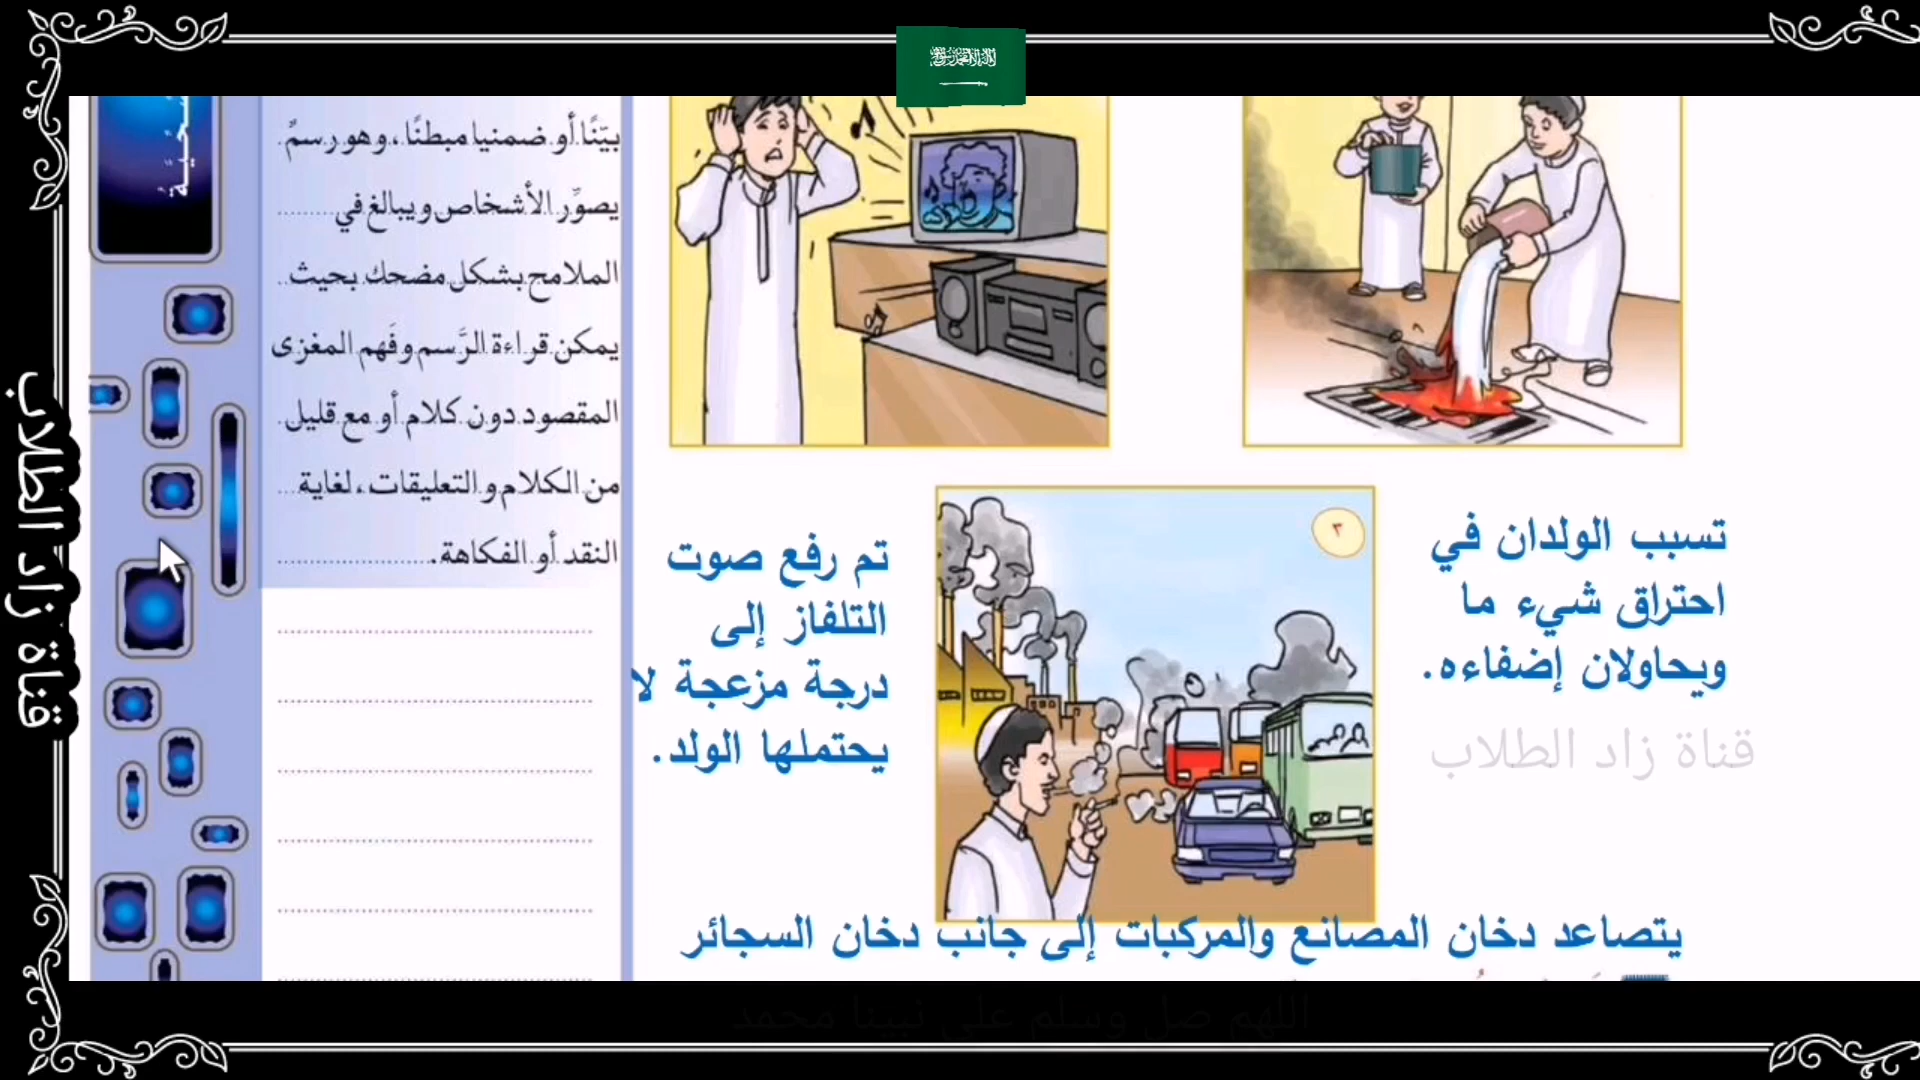 بيّنًا أو ضمنيا مبطنًا، وهو رسمٌ
يصوِّر الأشخاص ويبالغ في
الملامح بشكل مضحك بحيث
يمكن قراءة الرَّسم وفَهم المغزى
المقصود دون كلام أو مع قليل
من الكلام والتعليقات، لغاية
النقد أو الفكاهة.
٣
تسبب الولدان في
احتراق شيء ما
ويحاولان إضفاءه.
قناة زاد الطلاب
تم رفع صوت
التلفاز إلى
درجة مزعجة لا
يحتملها الولد.
يتصاعد دخان المصانع والمركبات إلى جانب دخان السجائر
قناة زاد الطلاب
اللهم صل وسلم على نبينا محمد